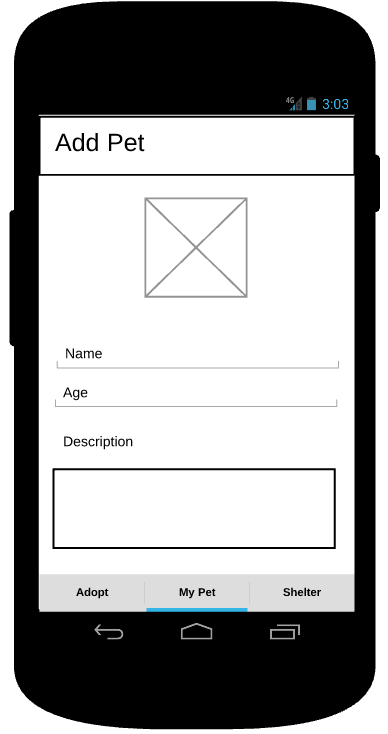 4G 3:03
Add Pet
Name
Age
Description
Adopt My Pet Shelter